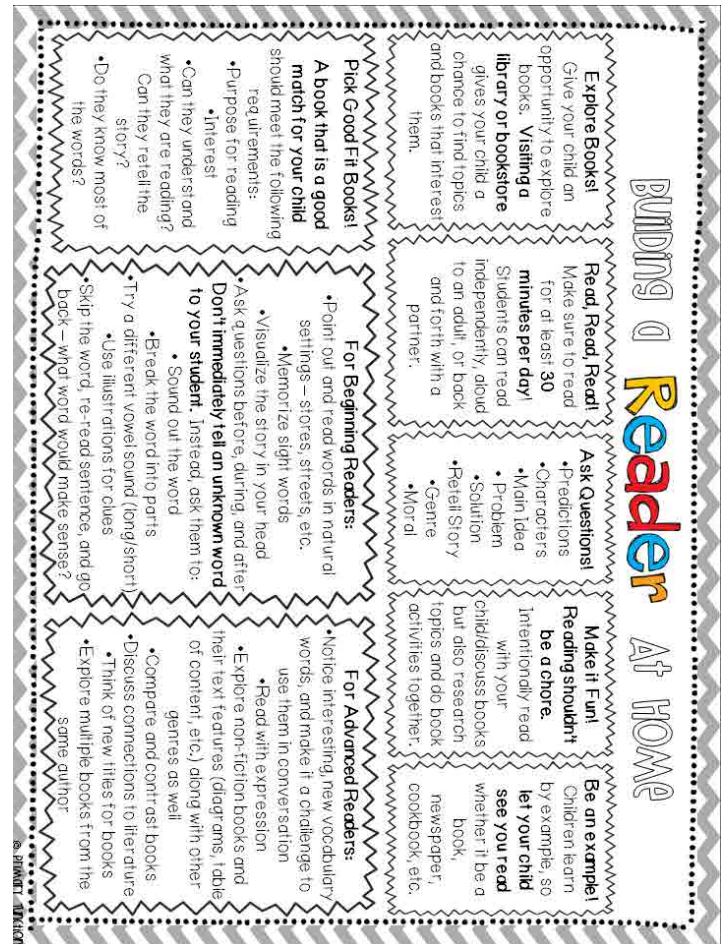 Building a Reader At Home
Explore Books!
Give your child an
opportunity to explore
books. Visiting a
library or bookstore
gives your child a
chance to find topics
and books that interest
them.
Read, Read, Read!
Make sure to read
for at least 30
minutes per day!
Students can read
independently, aloud
to an adult, or back
and forth with a
partner.
Ask Questions!
•Predictions
•Characters
•Main Idea
•Problem
•Solution
•Retell Story
•Genre
•Moral
Make it Fun!
Reading shouldn't
be a chore.
Intentionally read
with your
child/discuss books
but also research
topics and do book
activities together.
Be an example!
Children learn
by example, so
let your child
see you read
whether it be a
book,
newspaper,
cookbook, etc.
Pick Good Fit Books!
A book that is a good
match for your child
should meet the following
requirements:
•Purpose for reading
•Interest
•Can they understand
what they are reading?
Can they retell the
story?
•Do they know most of
the words?
For Beginning Readers:
•Point out and read words in natural
settings – stores, streets, etc.
•Memorize sight words
•Visualize the story in your head
•Ask questions before, during, and after
Don't immediately tell an unknown word
to your student. Instead, ask them to:
• Sound out the word
•Break the word into parts
•Try a different vowel sound (long/short)
•Use illustrations for clues
•Skip the word, re-read sentence, and go
back – what word would make sense?
For Advanced Readers:
•Notice interesting, new vocabulary
words, and make it a challenge to
use them in conversation
•Read with expression
•Explore non-fiction books and
their text features (diagrams, table
of content, etc.) along with other
genres as well
•Compare and contrast books
•Discuss connections to literature
•Think of new titles for books
•Explore multiple books from the
same author
© Primary Junction